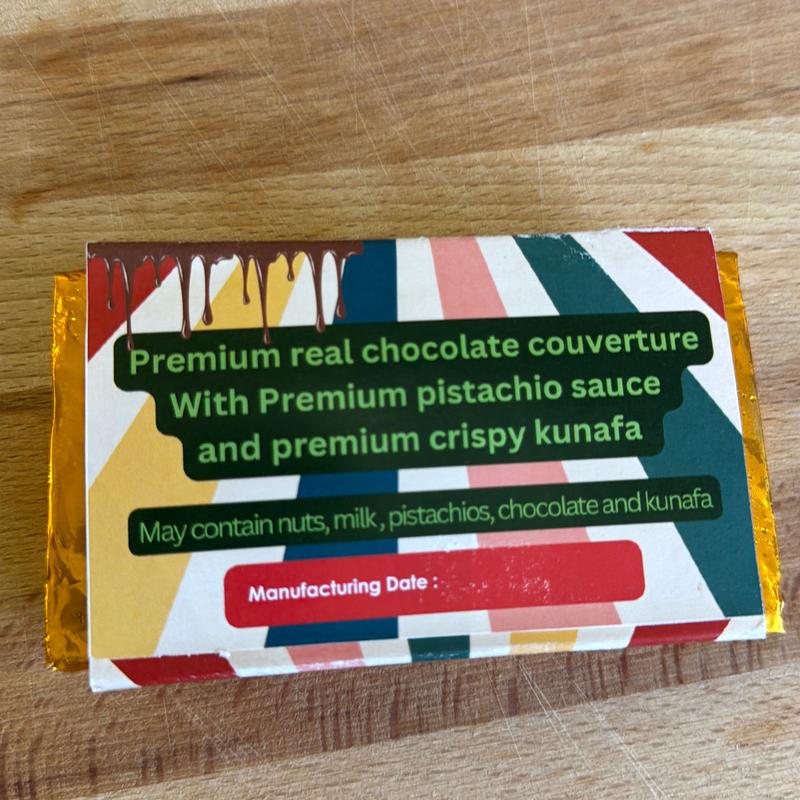 Premium real chocolate couverture
With Premium pistachio sauce
and premium crispy kunafa
May contain nuts, milk , pistachios, chocolate and kunafa
Manufacturing Date :